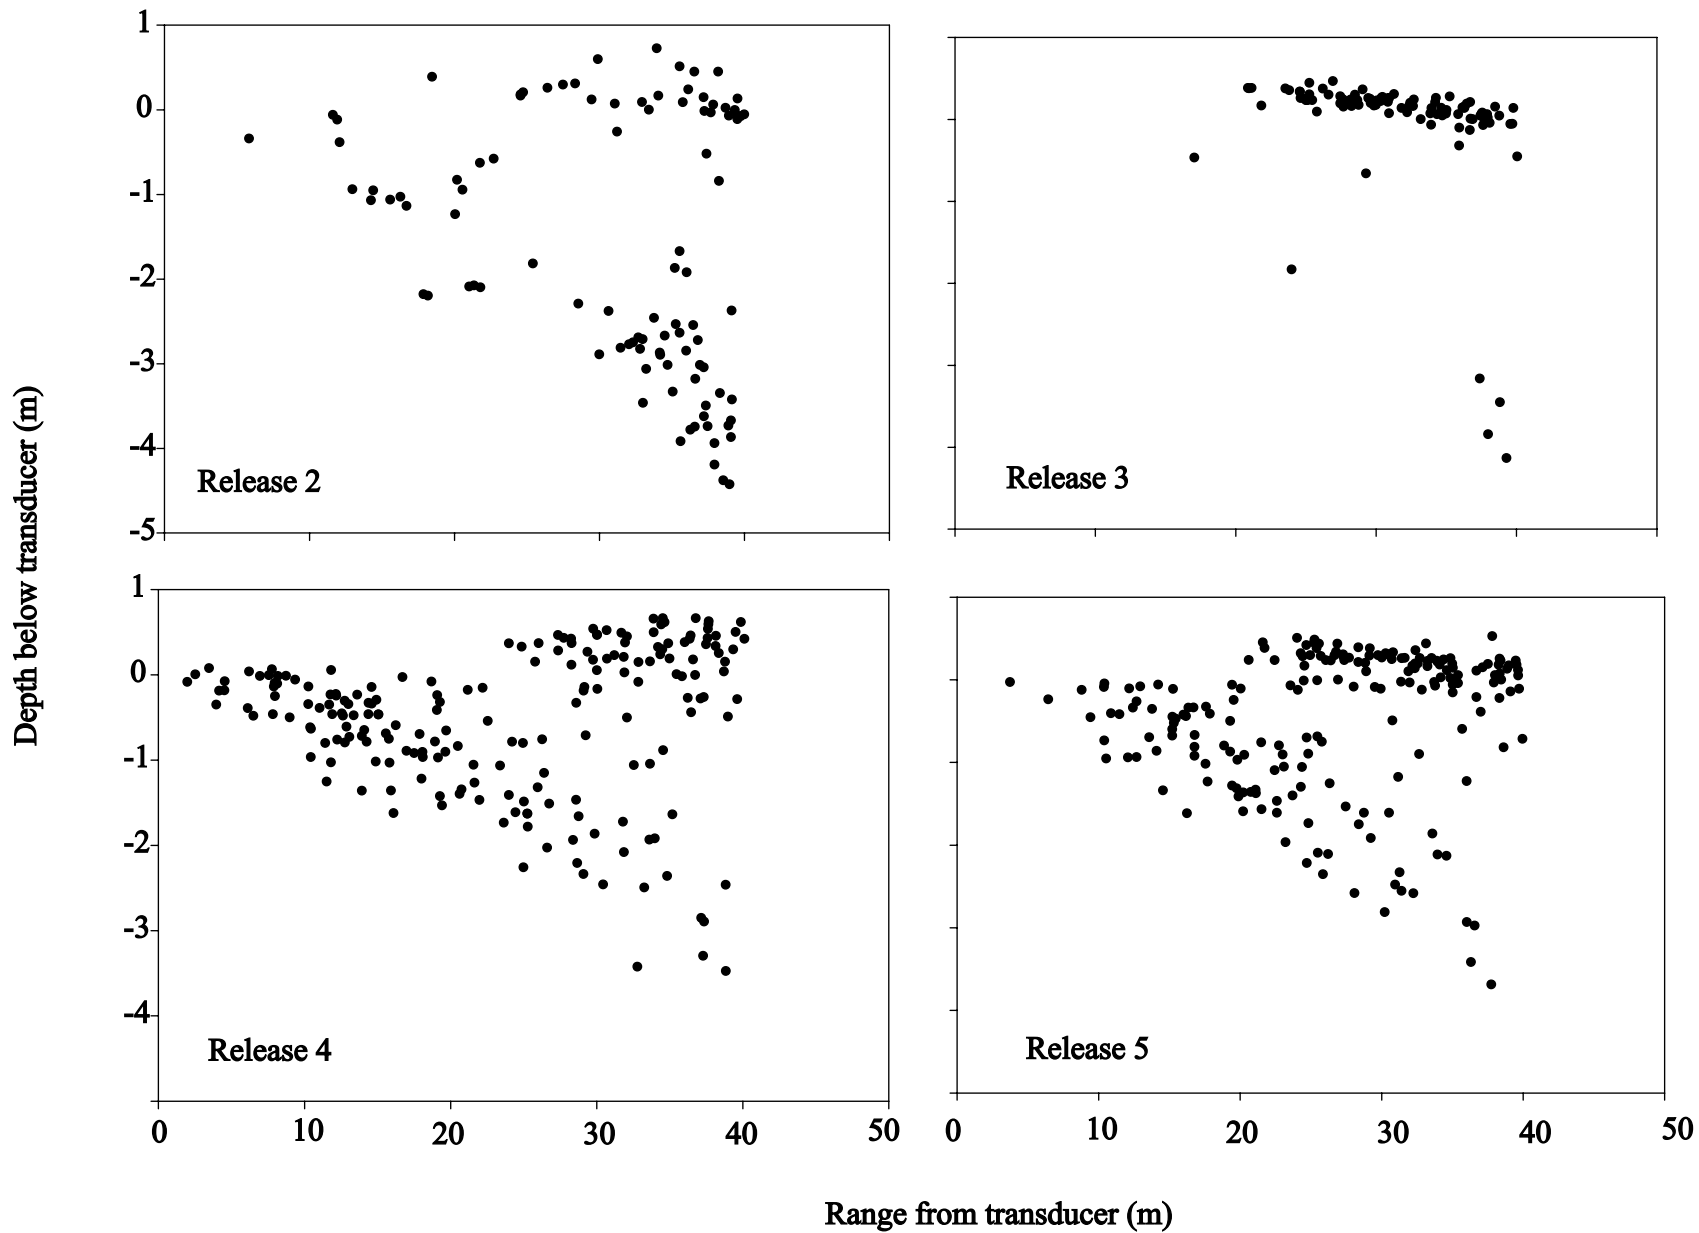 Depth below transducer (m)
1
0
-1
-2
-3
-4
-5
Release 2
Release 3
1
0
-1
-2
-3
-4
Release 4
0 10 20 30 40 50
Release 5
0 10 20 30 40 50
Range from transducer (m)